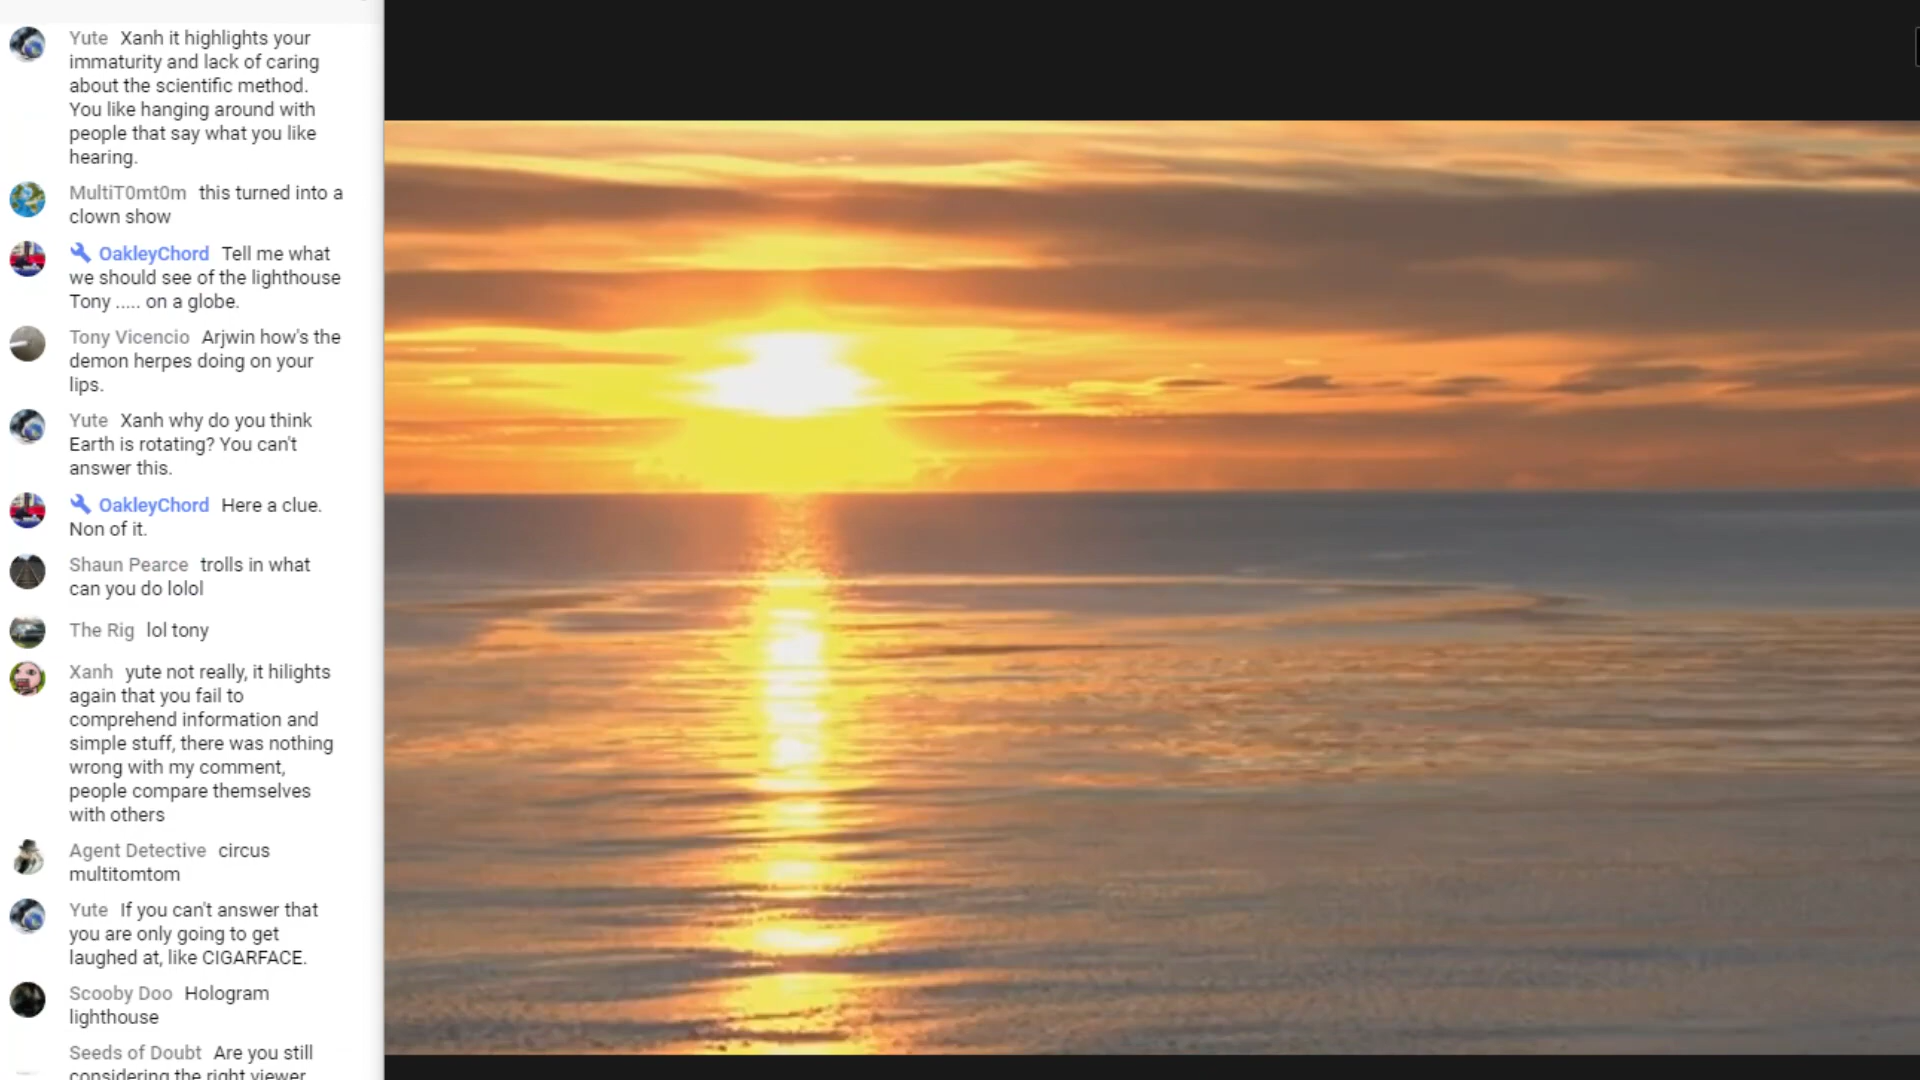 Yute Xanh it highlights your
immaturity and lack of caring
about the scientific method.
You like hanging around with
people that say what you like
hearing.
MultiT0mt0m this turned into a
clown show
OakleyChord Tell me what
we should see of the lighthouse
Tony ..... on a globe.
Tony Vicencio Arjwin how's the
demon herpes doing on your
lips.
Yute Xanh why do you think
Earth is rotating? You can't
answer this.
OakleyChord Here a clue.
Non of it.
Shaun Pearce trolls in what
can you do lolol
The Rig lol tony
Xanh yute not really, it hilights
again that you fail to
comprehend information and
simple stuff, there was nothing
wrong with my comment,
people compare themselves
with others
Agent Detective circus
multitomtom
Yute If you can't answer that
you are only going to get
laughed at, like CIGARFACE.
Scooby Doo Hologram
lighthouse
Seeds of Doubt Are you still
considering the right viewer